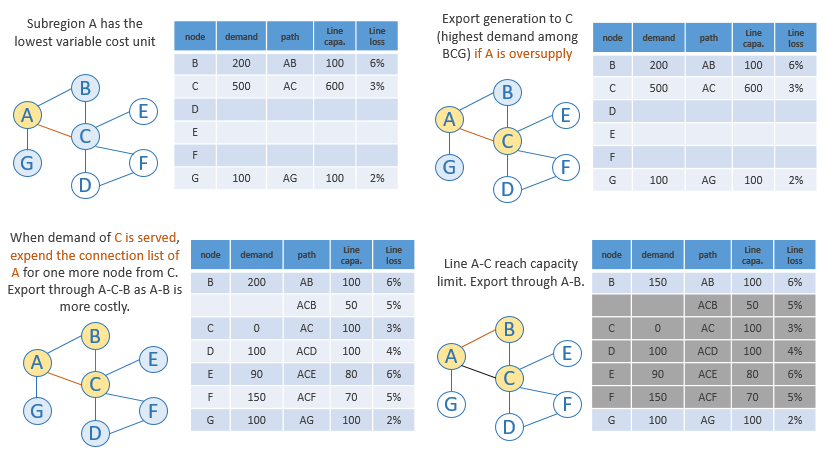 Subregion A has the
lowest variable cost unit
node demand path Line capa. Line loss
B 200 AB 100 6%
C 500 AC 600 3%
D
E
F
G 100 AG 100 2%
A
B
C
D
E
F
G
Export generation to C
(highest demand among
BCG) if A is oversupply
node demand path Line capa. Line loss
B 200 AB 100 6%
C 500 AC 600 3%
D
E
F
G 100 AG 100 2%
A
B
C
D
E
F
G
When demand of C is served,
expend the connection list of
A for one more node from C.
Export through A-C-B as A-B is
more costly.
node demand path Line capa. Line loss
B 200 AB 100 6%
ACB 50 5%
C 0 AC 100 3%
D 100 ACD 100 4%
E 90 ACE 80 6%
F 150 ACF 70 5%
G 100 AG 100 2%
A
B
C
D
E
F
G
Line A-C reach capacity
limit. Export through A-B.
node demand path Line capa. Line loss
B 150 AB 100 6%
ACB 50 5%
C 0 AC 100 3%
D 100 ACD 100 4%
E 90 ACE 80 6%
F 150 ACF 70 5%
G 100 AG 100 2%
A
B
C
D
E
F
G